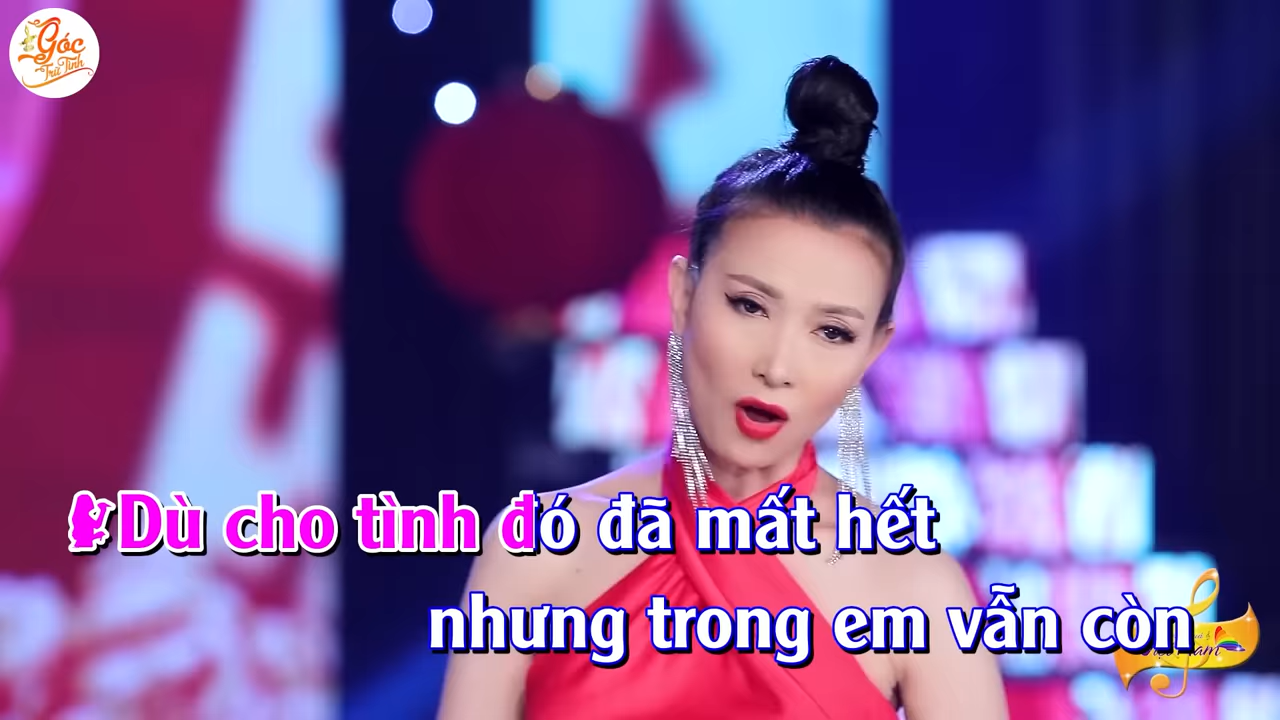 Góc
Trữ Tình
Dù cho tình đó đã mất hết
nhưng trong em vẫn còn